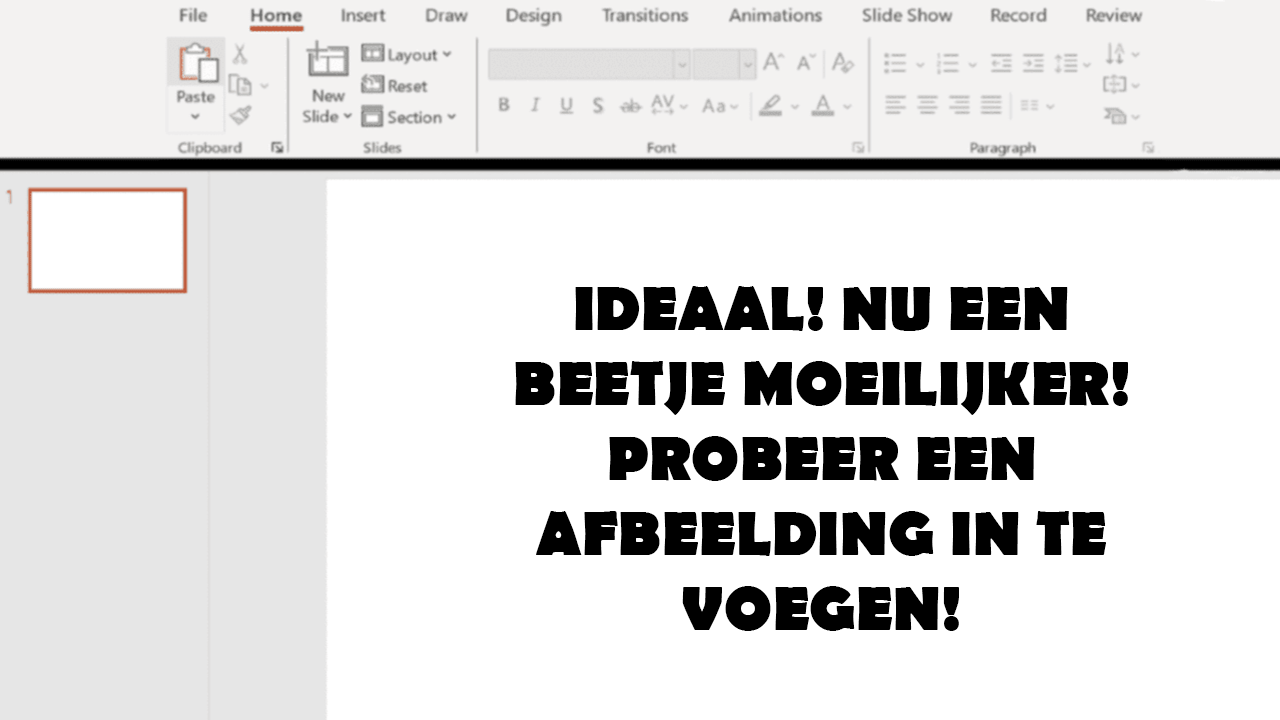 File Home Insert Draw Design Transitions Animations Slide Show Record Review
Paste
New Slide
Layout
Reset
Section
B I U S ab AV Aa A
Clipboard Slides Font Paragraph
1
IDEAAL! NU EEN
BEETJE MOEILIJKER!
PROBEER EEN
AFBEELDING IN TE
VOEGEN!